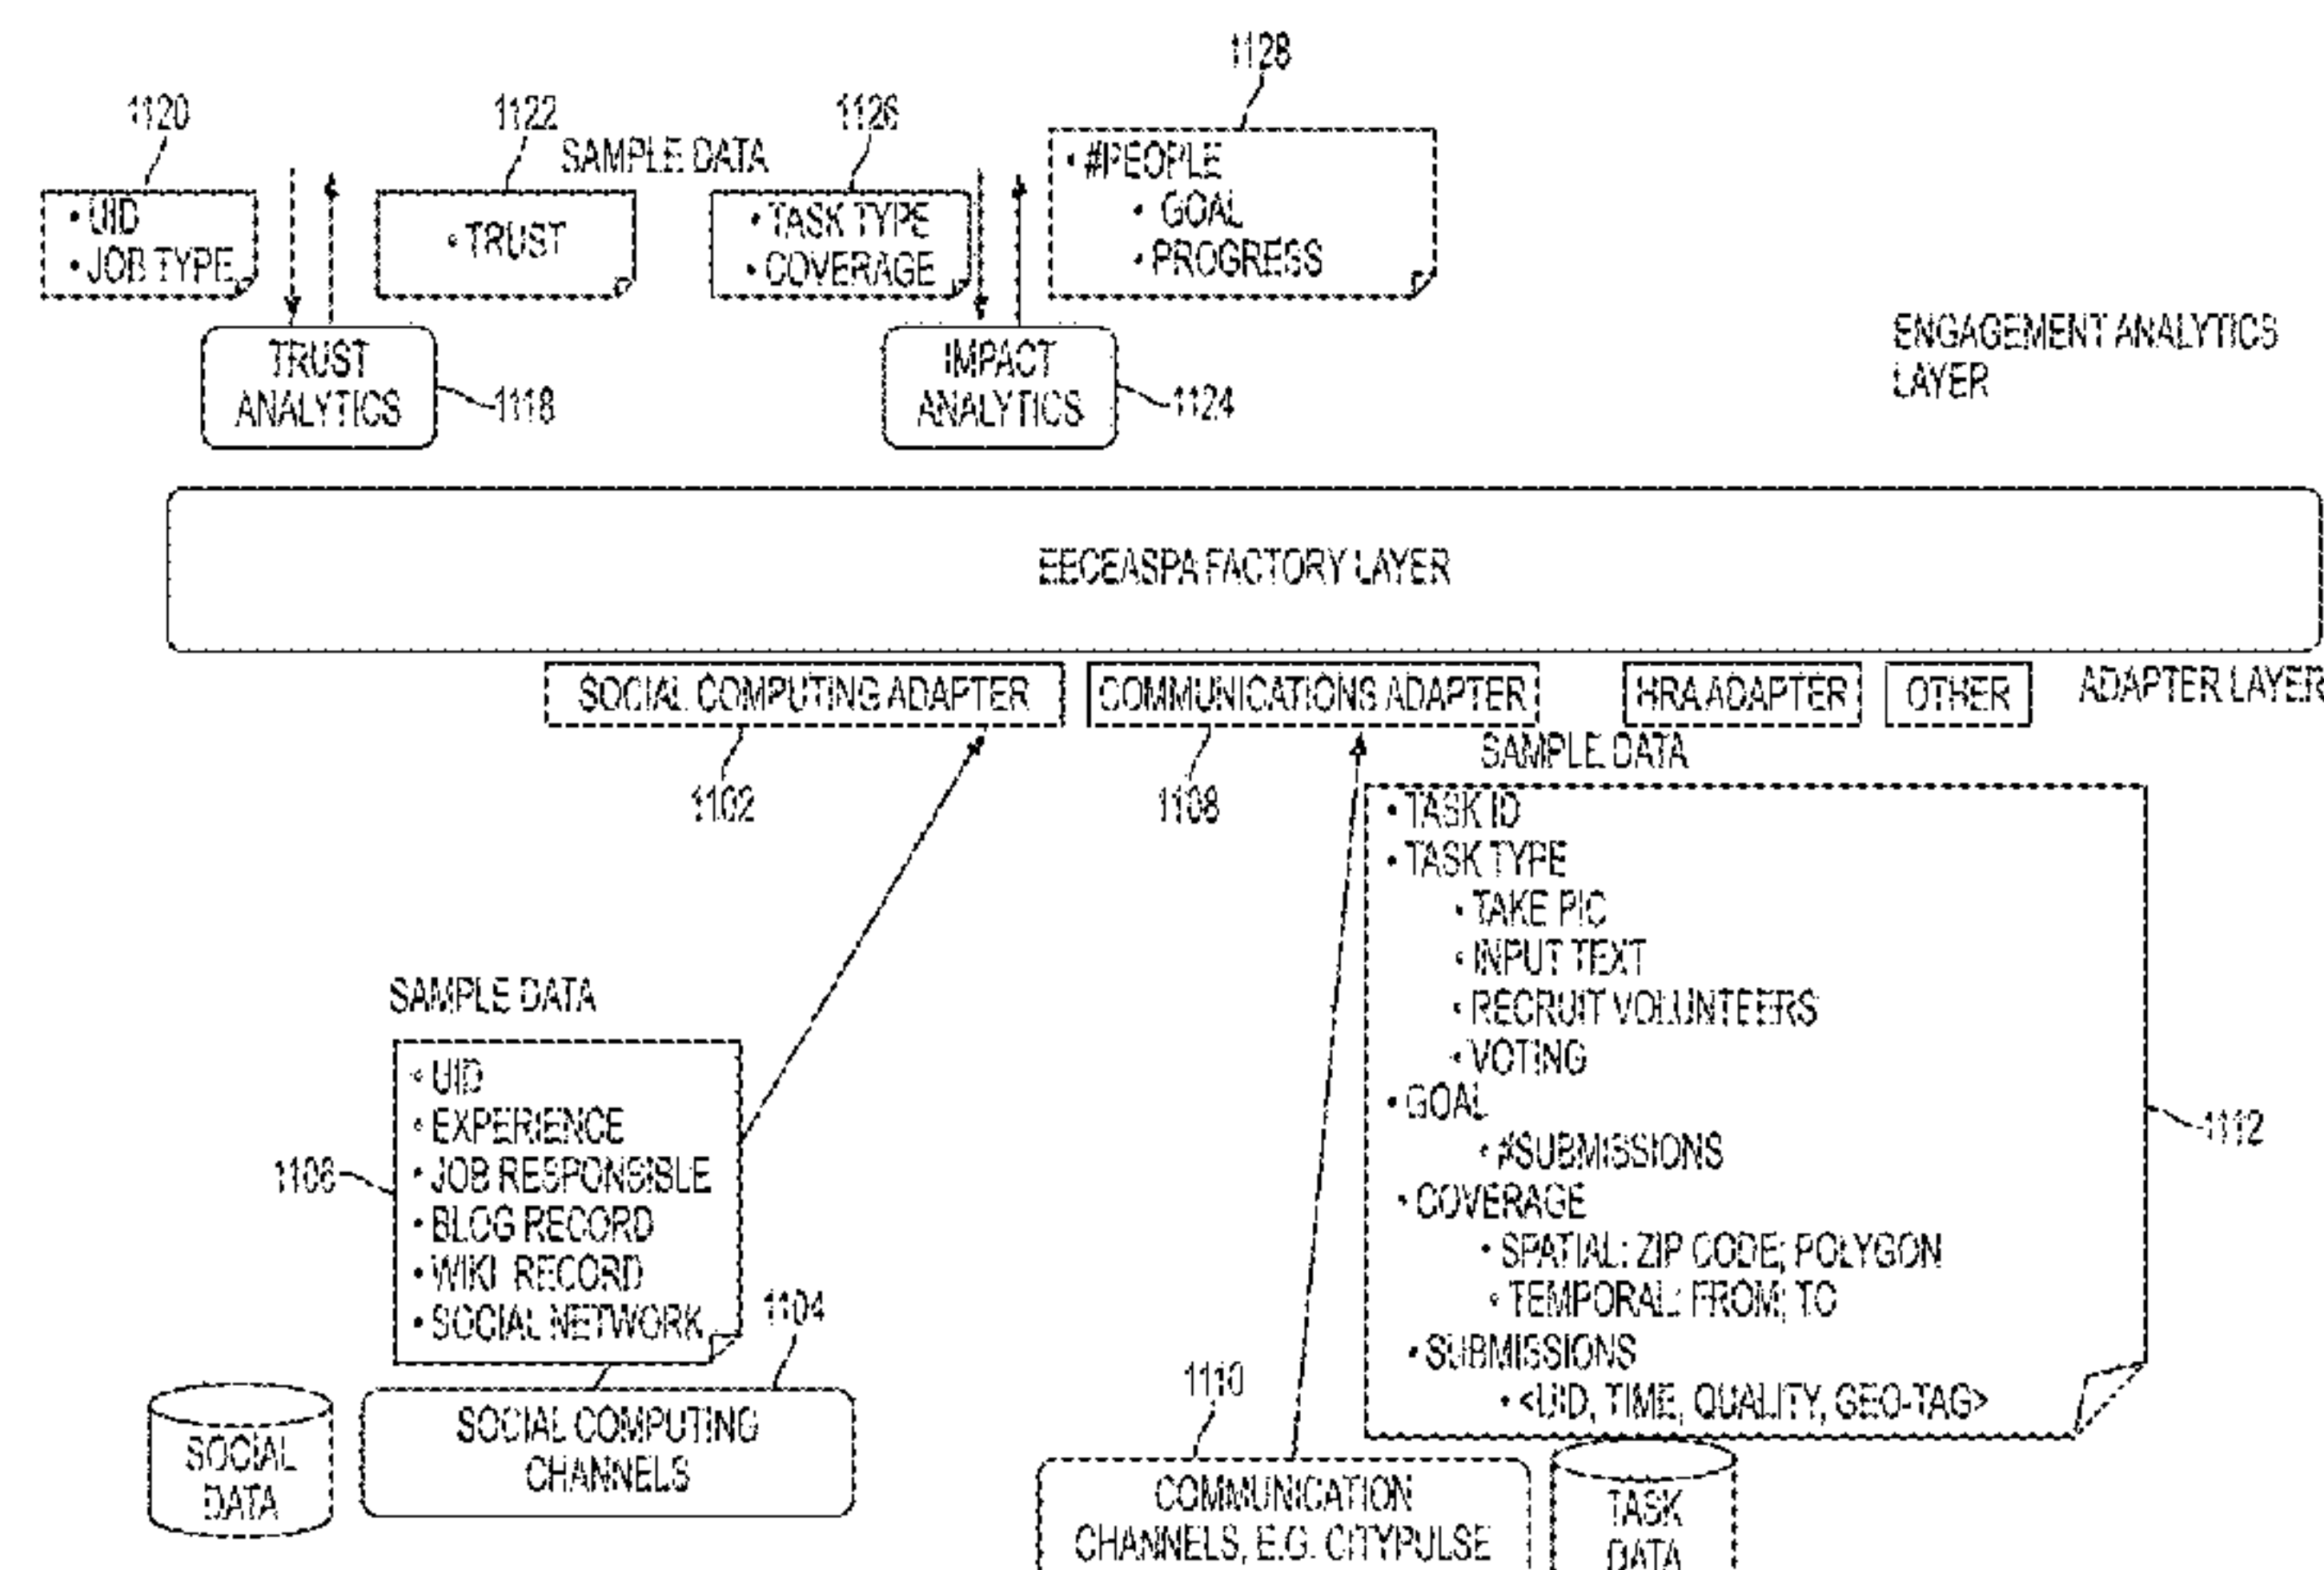 1128
1120
1122
1126
SAMPLE DATA
• #PEOPLE
• GOAL
• PROGRESS
• UID
• JOB TYPE
• TRUST
• TASK TYPE
• COVERAGE
TRUST
ANALYTICS
1118
IMPACT
ANALYTICS
1124
ENGAGEMENT ANALYTICS
LAYER
EECEASPA FACTORY LAYER
SOCIAL COMPUTING ADAPTER
COMMUNICATIONS ADAPTER
HRA ADAPTER
OTHER
ADAPTER LAYER
1102
1108
SAMPLE DATA
• TASK ID
• TASK TYPE
• TAKE PIC
• INPUT TEXT
• RECRUIT VOLUNTEERS
• VOTING
• GOAL
• #SUBMISSIONS
• COVERAGE
• SPATIAL: ZIP CODE; POLYGON
• TEMPORAL: FROM; TO
• SUBMISSIONS
• <UID, TIME, QUALITY, GEO-TAG>
1112
SAMPLE DATA
• UID
• EXPERIENCE
• JOB RESPONSIBLE
• BLOG RECORD
• WIKI RECORD
• SOCIAL NETWORK
1106
1104
SOCIAL
DATA
SOCIAL COMPUTING
CHANNELS
1110
COMMUNICATION
CHANNELS, E.G. CITYPULSE
TASK
DATA